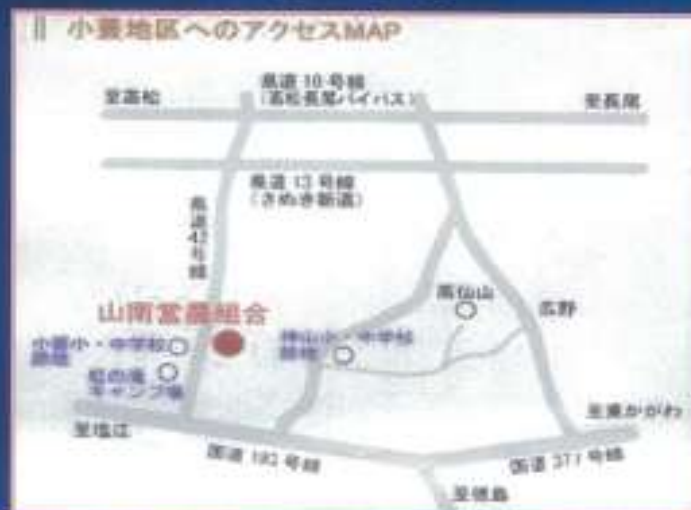 小蓑地区へのアクセスMAP
県道10号線
(高松長尾バイパス)
至高松
至長尾
県道13号線
(さぬき新道)
県道42号線
高仙山
広野
山南営農組合
小蓑小・中学校
跡地
神山小・中学校
跡地
虹の滝
キャンプ場
至東かがわ
至塩江
国道193号線
国道377号線
至徳島